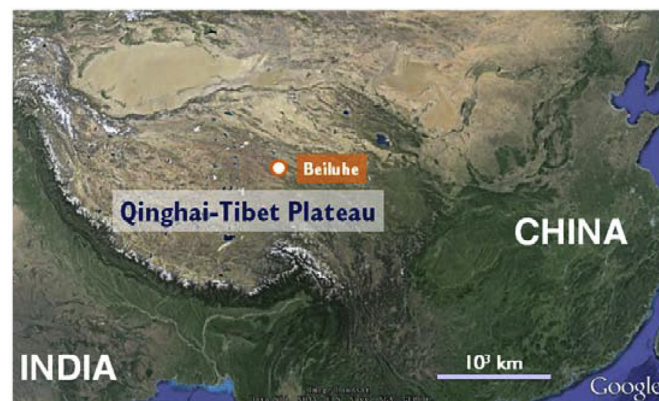 Beiluhe
Qinghai-Tibet Plateau
CHINA
INDIA
10³ km
Google